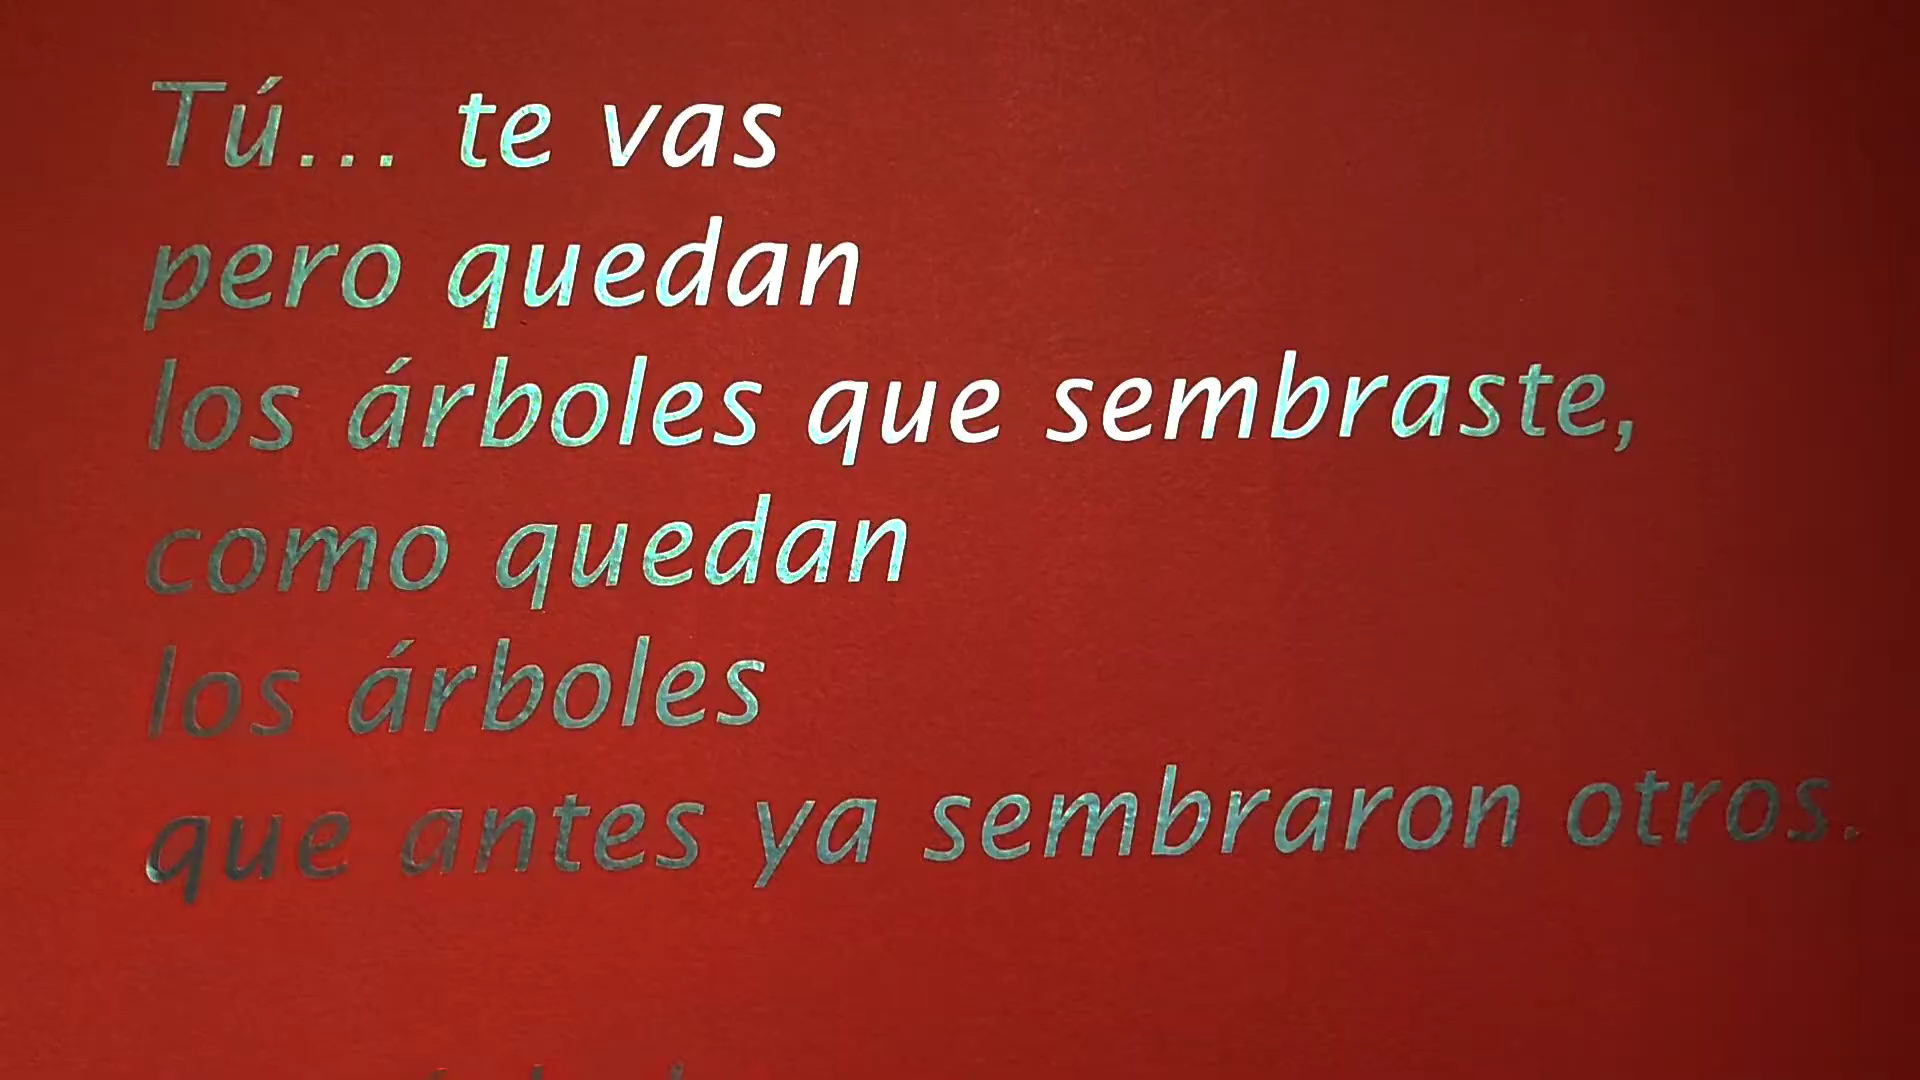 Tú... te vas
pero quedan
los árboles que sembraste,
como quedan
los árboles
que antes ya sembraron otros.